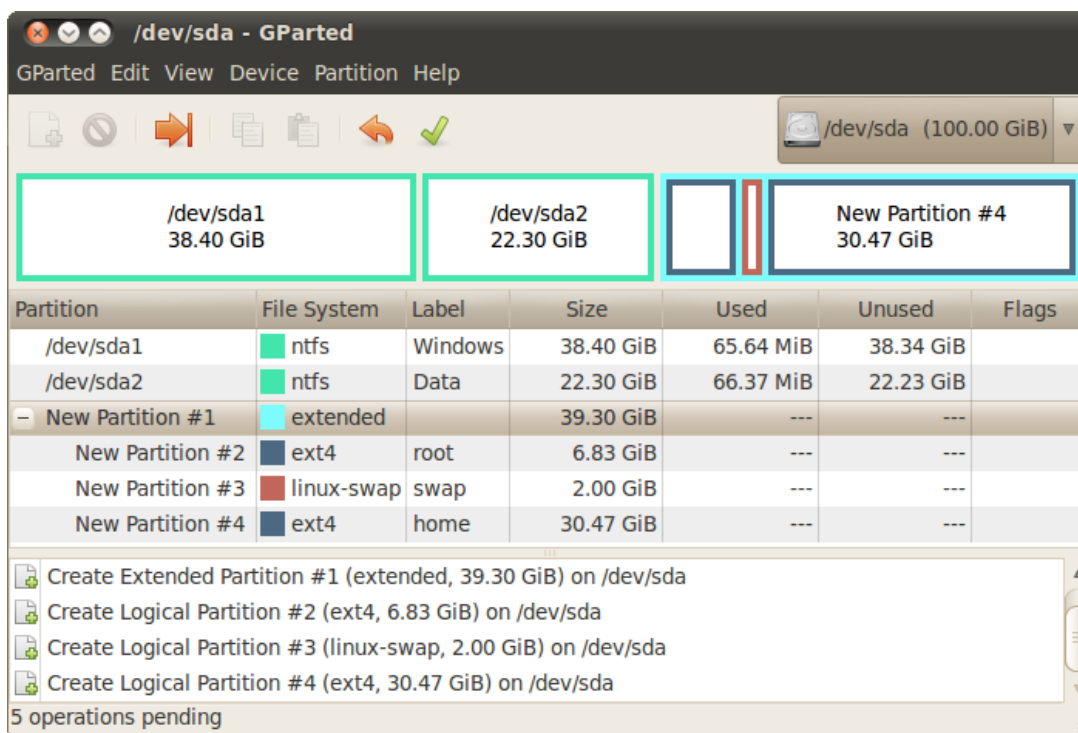 /dev/sda - GParted
GParted Edit View Device Partition Help
/dev/sda (100.00 GiB)
/dev/sda1
38.40 GiB
/dev/sda2
22.30 GiB
New Partition #4
30.47 GiB
Partition File System Label Size Used Unused Flags
/dev/sda1 ntfs Windows 38.40 GiB 65.64 MiB 38.34 GiB
/dev/sda2 ntfs Data 22.30 GiB 66.37 MiB 22.23 GiB
New Partition #1 extended 39.30 GiB --- ---
New Partition #2 ext4 root 6.83 GiB --- ---
New Partition #3 linux-swap swap 2.00 GiB --- ---
New Partition #4 ext4 home 30.47 GiB --- ---
Create Extended Partition #1 (extended, 39.30 GiB) on /dev/sda
Create Logical Partition #2 (ext4, 6.83 GiB) on /dev/sda
Create Logical Partition #3 (linux-swap, 2.00 GiB) on /dev/sda
Create Logical Partition #4 (ext4, 30.47 GiB) on /dev/sda
5 operations pending